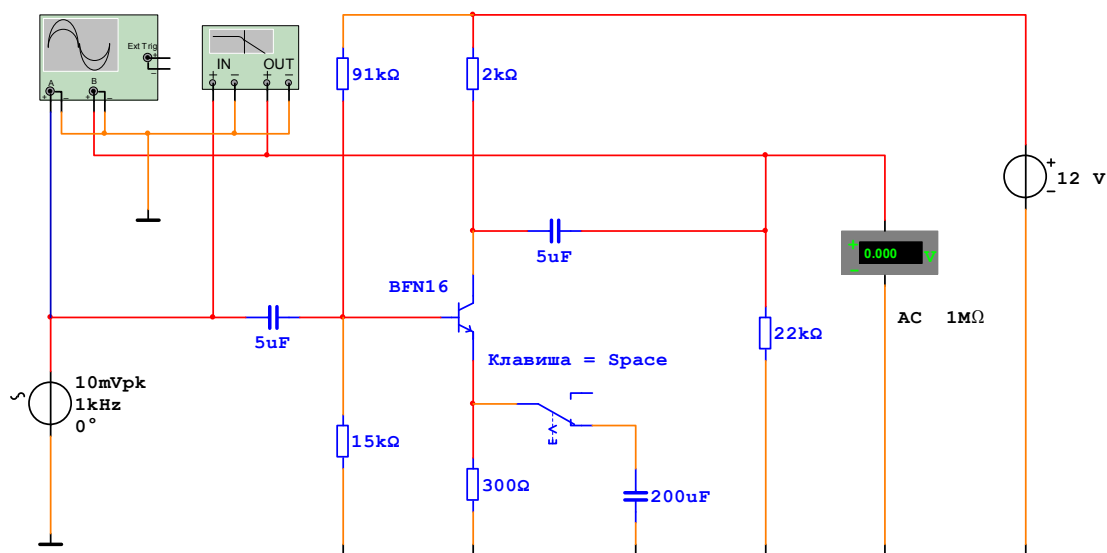 Ext Trig
+
−
A
B
+ − + −
IN OUT
+ − + −
91kΩ
2kΩ
+
12 V
−
5uF
+
0.000 V
−
BFN16
AC 1MΩ
5uF
22kΩ
Клавиша = Space
10mVpk
1kHz
0°
15kΩ
300Ω
200uF